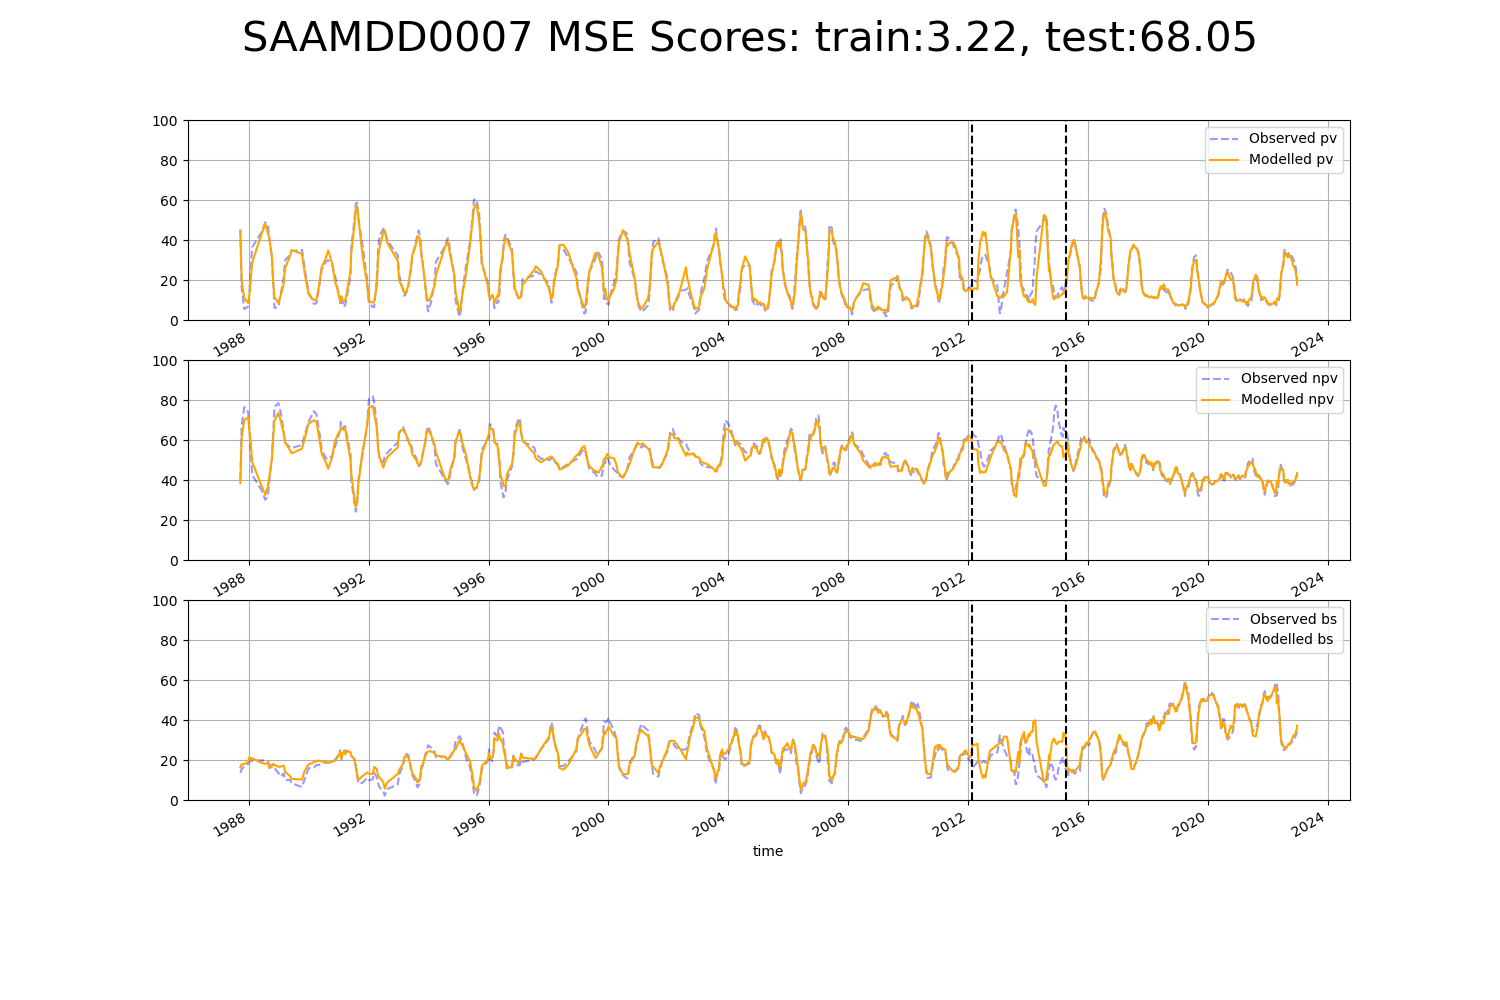 SAAMDD0007 MSE Scores: train:3.22, test:68.05
100
80
60
40
20
0
Observed pv
Modelled pv
1988 1992 1996 2000 2004 2008 2012 2016 2020 2024
100
80
60
40
20
0
Observed npv
Modelled npv
1988 1992 1996 2000 2004 2008 2012 2016 2020 2024
100
80
60
40
20
0
Observed bs
Modelled bs
1988 1992 1996 2000 2004 2008 2012 2016 2020 2024
time